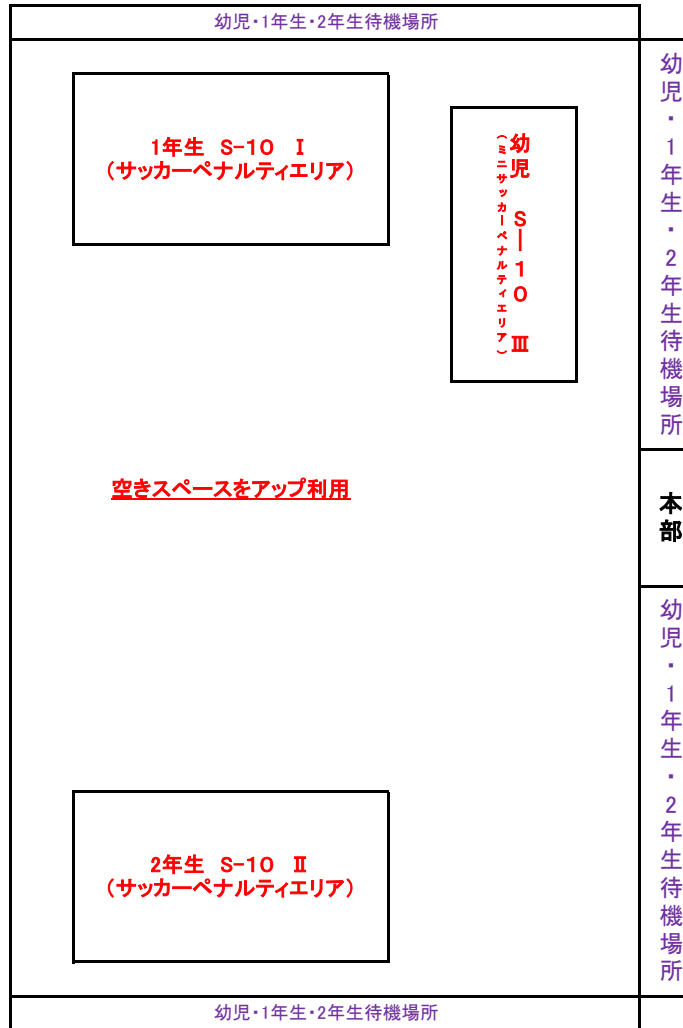 幼児・1年生・2年生待機場所
1年生 S-10 Ⅰ
（サッカーペナルティエリア）
幼児 S―10 Ⅲ
（ミニサッカーペナルティエリア）
幼児・1年生・2年生待機場所
空きスペースをアップ利用
本部
幼児・1年生・2年生待機場所
2年生 S-10 Ⅱ
（サッカーペナルティエリア）
幼児・1年生・2年生待機場所